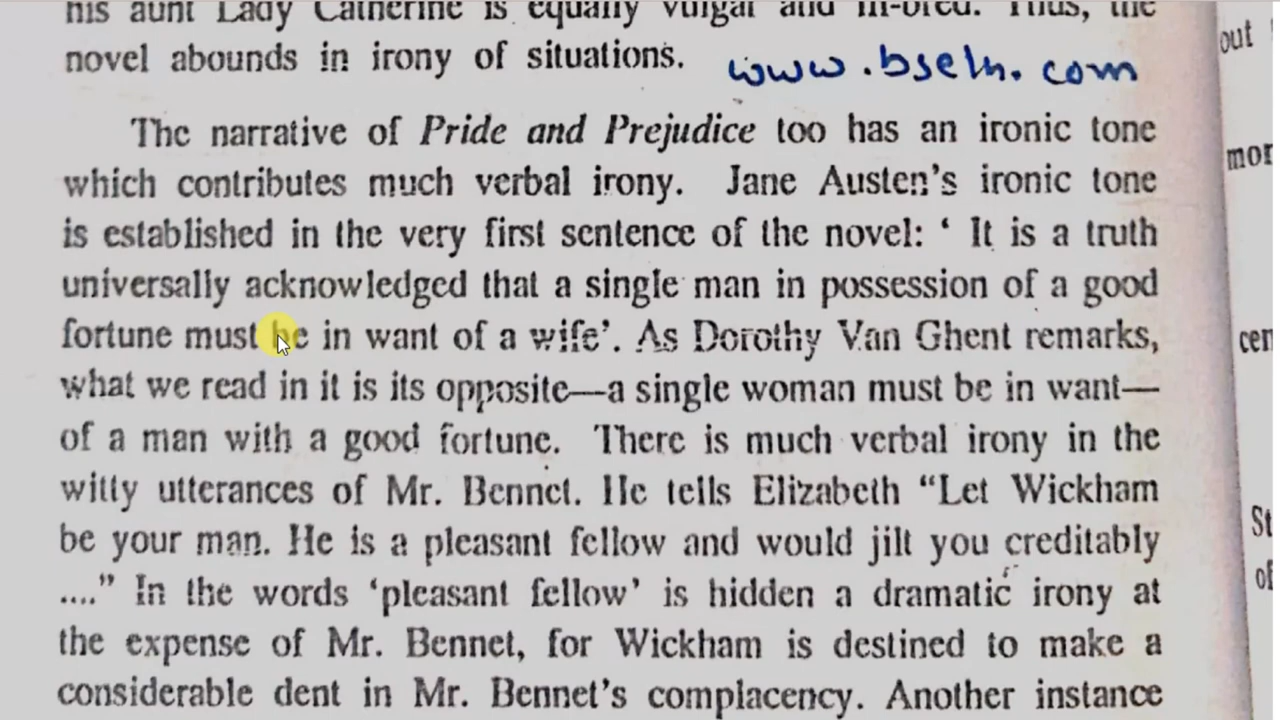 his aunt Lady Catherine is equally vulgar and ill-bred. Thus, the
novel abounds in irony of situations.
www.bseln.com
The narrative of Pride and Prejudice too has an ironic tone
which contributes much verbal irony. Jane Austen's ironic tone
is established in the very first sentence of the novel: ‘ It is a truth
universally acknowledged that a single man in possession of a good
fortune must be in want of a wife’. As Dorothy Van Ghent remarks,
what we read in it is its opposite—a single woman must be in want—
of a man with a good fortune. There is much verbal irony in the
witty utterances of Mr. Bennet. He tells Elizabeth “Let Wickham
be your man. He is a pleasant fellow and would jilt you creditably
....” In the words ‘pleasant fellow’ is hidden a dramatic irony at
the expense of Mr. Bennet, for Wickham is destined to make a
considerable dent in Mr. Bennet's complacency. Another instance
out
mor
cen
St
of